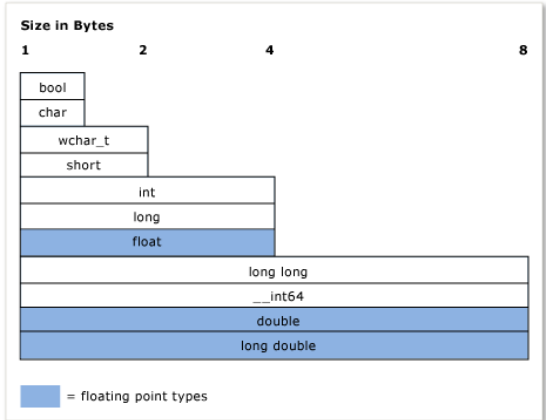 Size in Bytes
1 2 4 8
bool
char
wchar_t
short
int
long
float
long long
__int64
double
long double
= floating point types